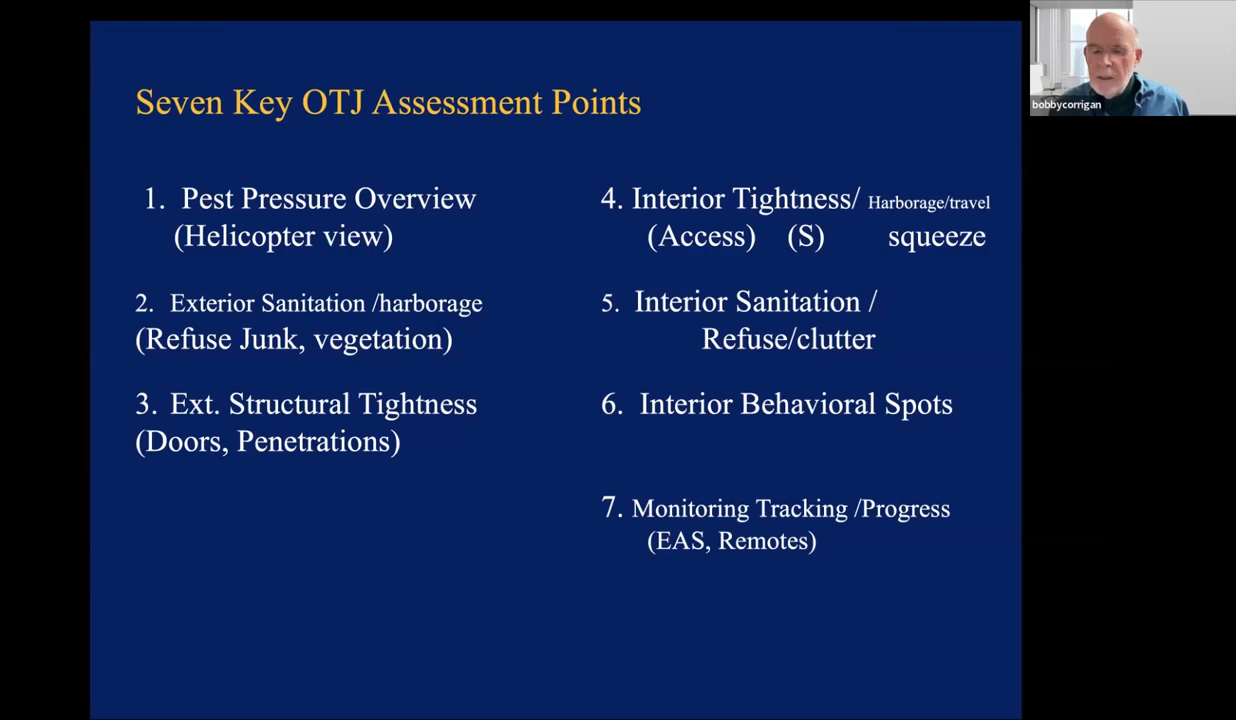 Seven Key OTJ Assessment Points
1. Pest Pressure Overview
(Helicopter view)
2. Exterior Sanitation /harborage
(Refuse Junk, vegetation)
3. Ext. Structural Tightness
(Doors, Penetrations)
4. Interior Tightness/ Harborage/travel
(Access) (S) squeeze
5. Interior Sanitation /
Refuse/clutter
6. Interior Behavioral Spots
7. Monitoring Tracking /Progress
(EAS, Remotes)
bobbycorrigan